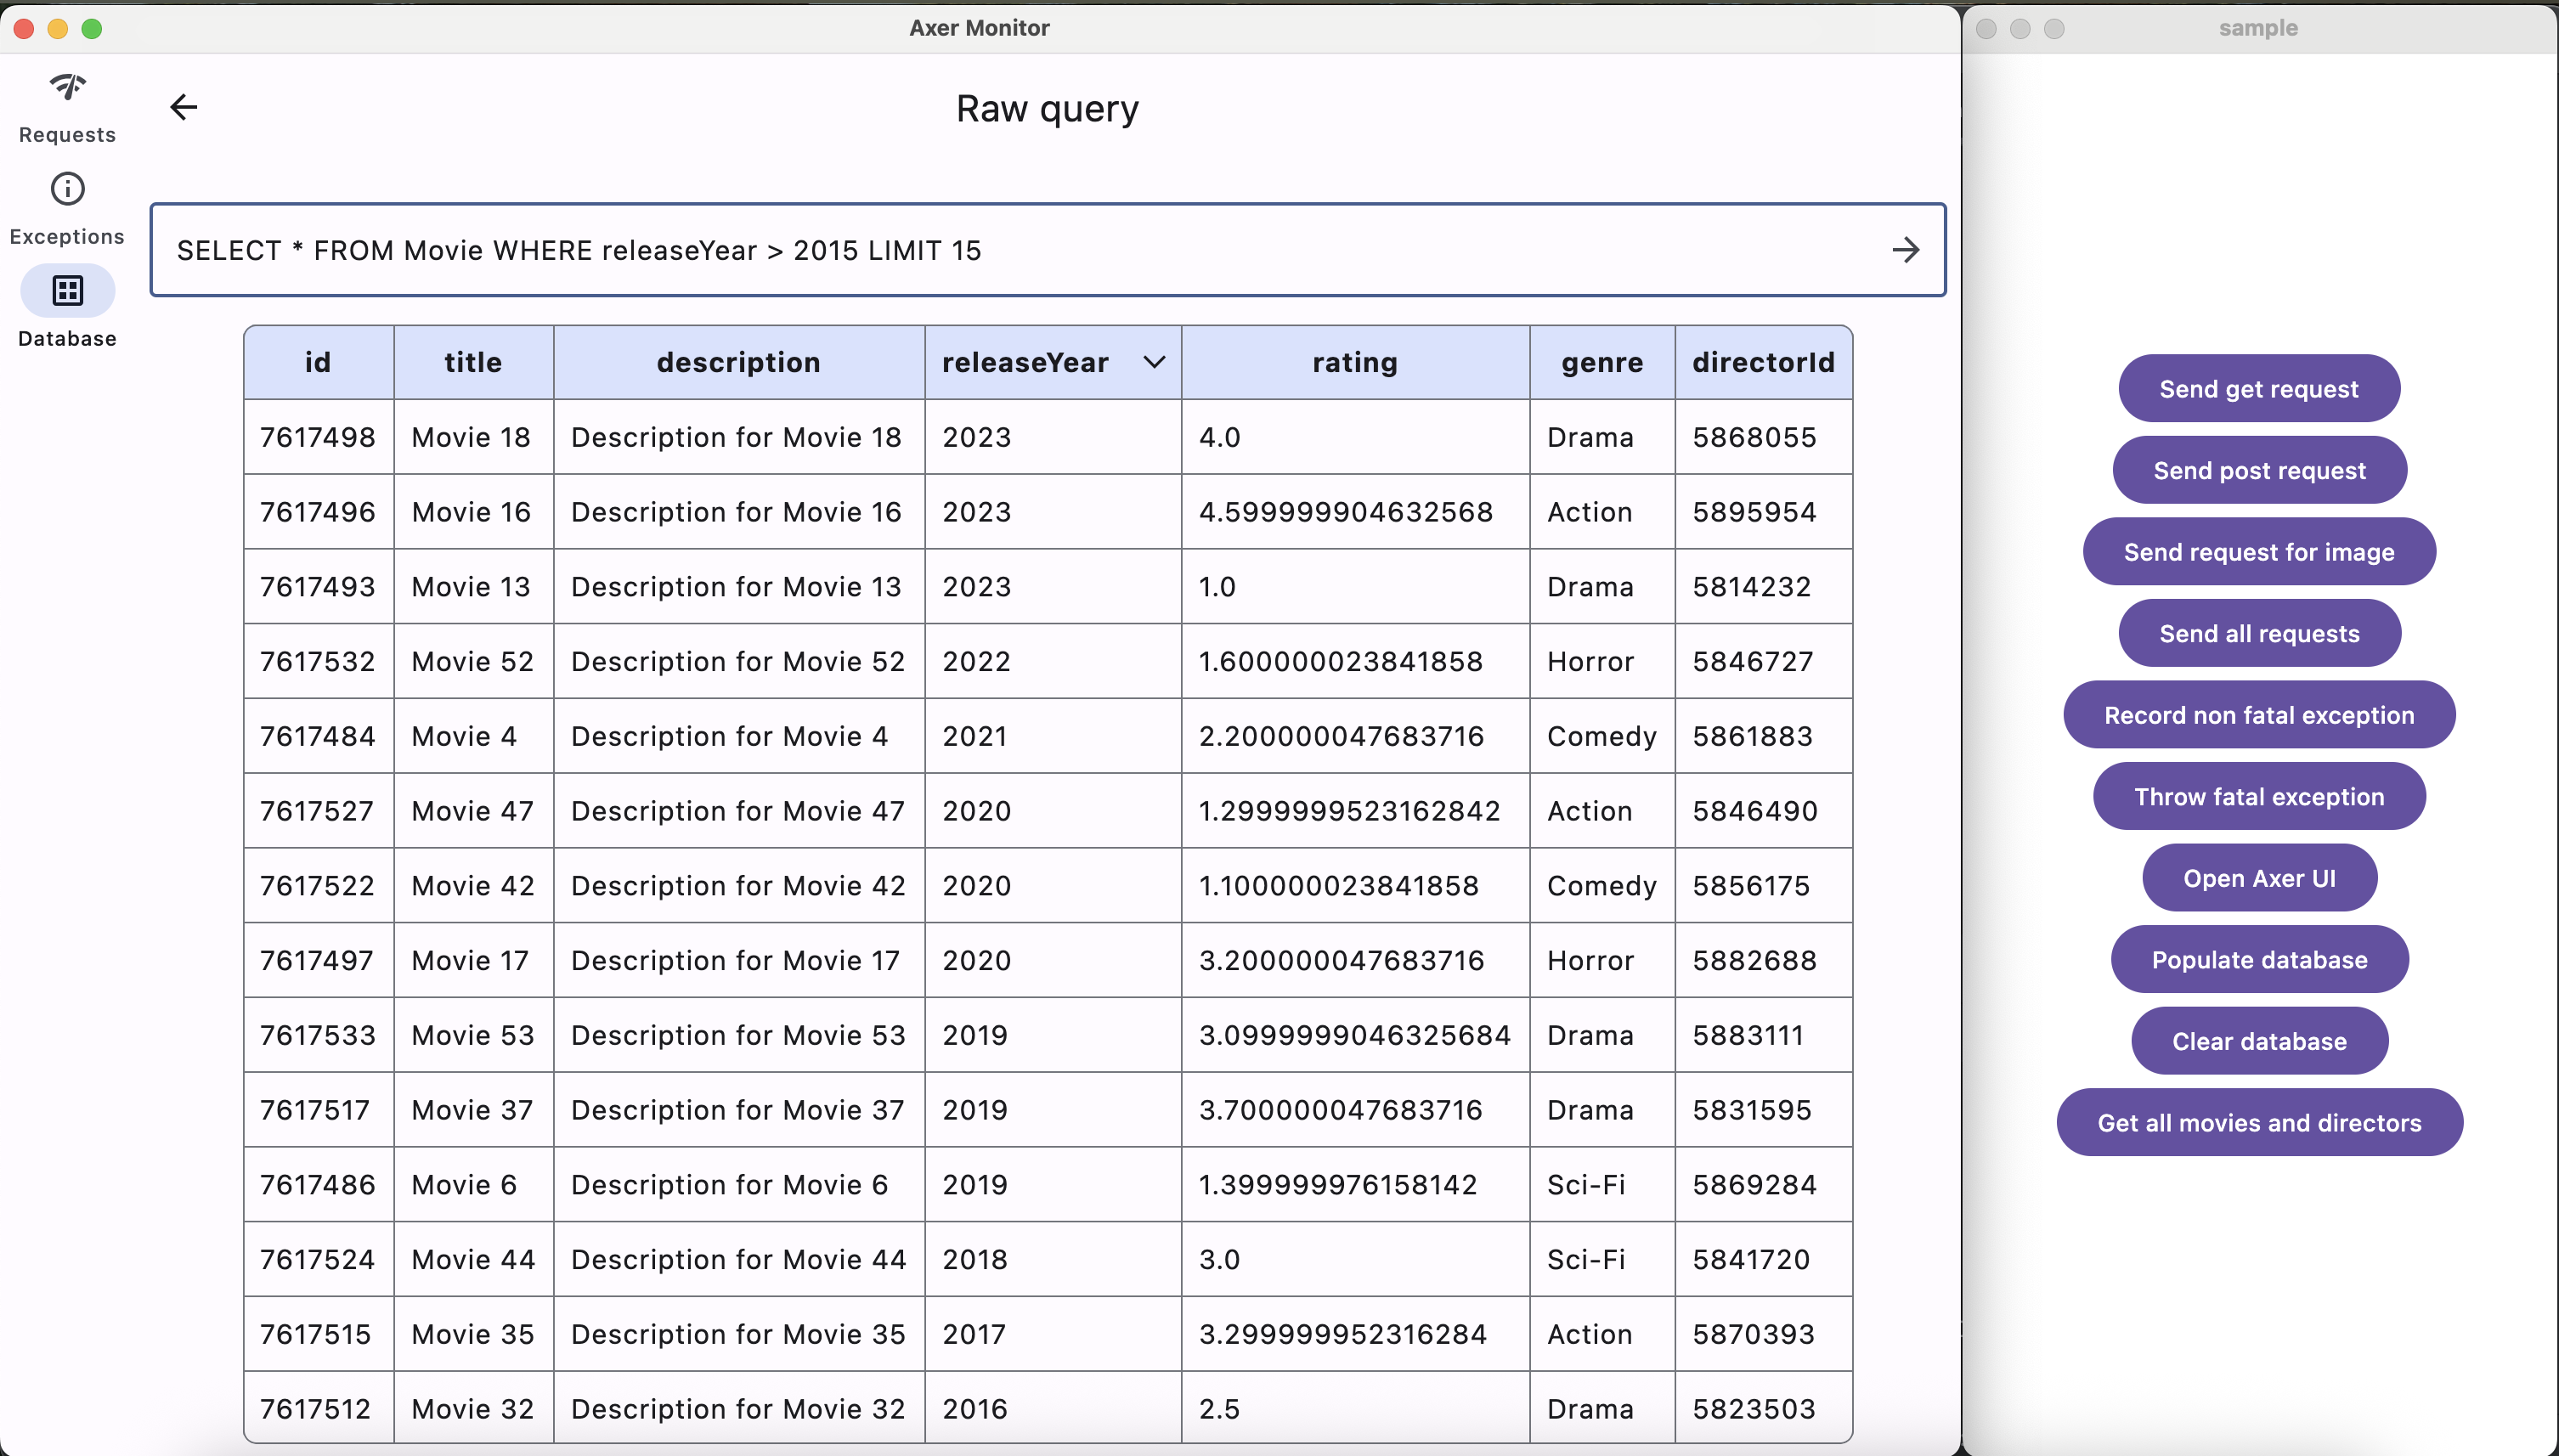 Axer Monitor
Requests
Exceptions
Database
Raw query
SELECT * FROM Movie WHERE releaseYear > 2015 LIMIT 15
id title description releaseYear rating genre directorId
7617498 Movie 18 Description for Movie 18 2023 4.0 Drama 5868055
7617496 Movie 16 Description for Movie 16 2023 4.599999904632568 Action 5895954
7617493 Movie 13 Description for Movie 13 2023 1.0 Drama 5814232
7617532 Movie 52 Description for Movie 52 2022 1.600000023841858 Horror 5846727
7617484 Movie 4 Description for Movie 4 2021 2.200000047683716 Comedy 5861883
7617527 Movie 47 Description for Movie 47 2020 1.2999999523162842 Action 5846490
7617522 Movie 42 Description for Movie 42 2020 1.100000023841858 Comedy 5856175
7617497 Movie 17 Description for Movie 17 2020 3.200000047683716 Horror 5882688
7617533 Movie 53 Description for Movie 53 2019 3.0999999046325684 Drama 5883111
7617517 Movie 37 Description for Movie 37 2019 3.700000047683716 Drama 5831595
7617486 Movie 6 Description for Movie 6 2019 1.399999976158142 Sci-Fi 5869284
7617524 Movie 44 Description for Movie 44 2018 3.0 Sci-Fi 5841720
7617515 Movie 35 Description for Movie 35 2017 3.299999952316284 Action 5870393
7617512 Movie 32 Description for Movie 32 2016 2.5 Drama 5823503
sample
Send get request
Send post request
Send request for image
Send all requests
Record non fatal exception
Throw fatal exception
Open Axer UI
Populate database
Clear database
Get all movies and directors